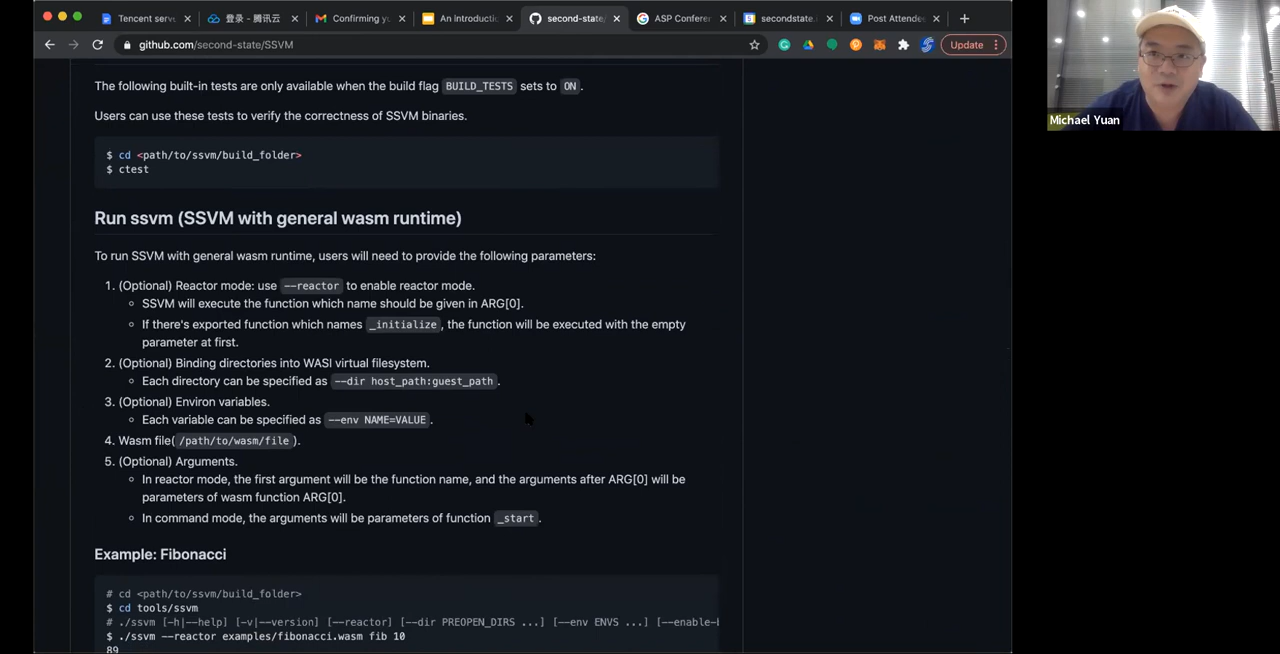 Tencent serv
登录 - 腾讯云
Confirming yo
An introductio
second-state/
ASP Conferen
secondstate.i
Post Attendee
github.com/second-state/SSVM
Update
The following built-in tests are only available when the build flag BUILD_TESTS sets to ON.
Users can use these tests to verify the correctness of SSVM binaries.
$ cd <path/to/ssvm/build_folder>
$ ctest
Run ssvm (SSVM with general wasm runtime)
To run SSVM with general wasm runtime, users will need to provide the following parameters:
1. (Optional) Reactor mode: use --reactor to enable reactor mode.
SSVM will execute the function which name should be given in ARG[0].
If there's exported function which names _initialize, the function will be executed with the empty
parameter at first.
2. (Optional) Binding directories into WASI virtual filesystem.
Each directory can be specified as --dir host_path:guest_path.
3. (Optional) Environ variables.
Each variable can be specified as --env NAME=VALUE.
4. Wasm file(/path/to/wasm/file).
5. (Optional) Arguments.
In reactor mode, the first argument will be the function name, and the arguments after ARG[0] will be
parameters of wasm function ARG[0].
In command mode, the arguments will be parameters of function _start.
Example: Fibonacci
# cd <path/to/ssvm/build_folder>
$ cd tools/ssvm
# ./ssvm [-h|--help] [-v|--version] [--reactor] [--dir PREOPEN_DIRS ...] [--env ENVS ...] [--enable-b
$ ./ssvm --reactor examples/fibonacci.wasm fib 10
89
Michael Yuan